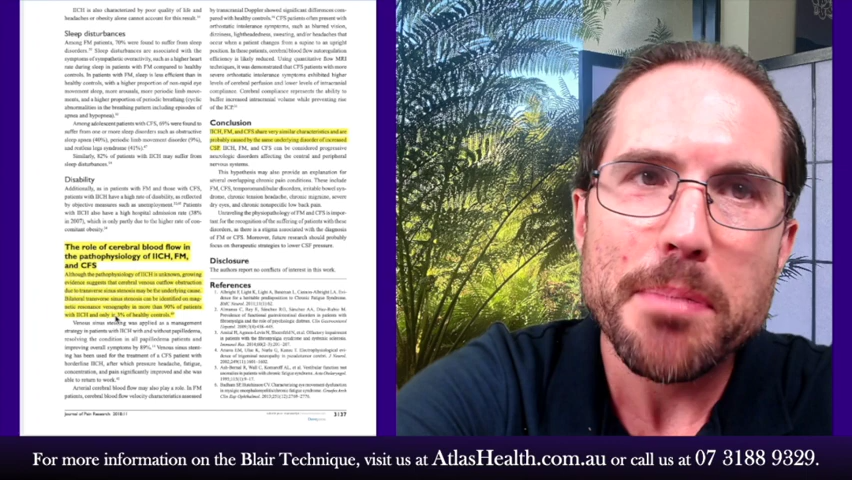 IICH is also characterized by poor quality of life and
headaches or obesity alone cannot account for this result.
Sleep disturbances
Among FM patients, 70% were found to suffer from sleep
disorders. Sleep disturbances are associated with the
symptoms of sympathetic overactivity, such as a higher heart
rate during sleep in patients with FM compared to healthy
controls. In patients with FM, sleep is less efficient than in
healthy controls, with a higher proportion of non-rapid eye
movement sleep, more arousals, more periodic limb move-
ments, and a higher proportion of periodic breathing (cyclic
abnormalities in the breathing pattern including episodes of
apnea and hypopnea).
Among adolescent patients with CFS, 69% were found to
suffer from one or more sleep disorders such as obstructive
sleep apnea (46%), periodic limb movement disorder (9%),
and restless legs syndrome (41%).
Similarly, 82% of patients with IICH may suffer from
sleep disturbances.
Disability
Additionally, as in patients with FM and those with CFS,
patients with IICH have a high rate of disability, as reflected
by objective measures such as unemployment. Patients
with IICH also have a high hospital admission rate (38%
in 2007), which is only partly due to the higher rate of con-
comitant obesity.
The role of cerebral blood flow in
the pathophysiology of IICH, FM,
and CFS
Although the pathophysiology of IICH is unknown, growing
evidence suggests that cerebral venous outflow obstruction
due to transverse sinus stenosis may be the underlying cause.
Bilateral transverse sinus stenosis can be identified on mag-
netic resonance venography in more than 90% of patients
with IICH and only in 3% of healthy controls.
Venous sinus stenting was applied as a management
strategy in patients with IICH with and without papilledema,
resolving the condition in all papilledema patients and
improving overall symptoms by 89%. Venous sinus stent-
ing has been used for the treatment of a CFS patient with
borderline IICH, after which pressure headache, fatigue,
concentration, and pain significantly improved and she was
able to return to work.
Arterial cerebral blood flow may also play a role. In FM
patients, cerebral blood flow velocity characteristics assessed
by transcranial Doppler showed significant differences com-
pared with healthy controls. CFS patients often present with
orthostatic intolerance symptoms, such as blurred vision,
dizziness, lightheadedness, sweating, and/or headaches that
occur when a patient changes from a supine to an upright
position. In these patients, cerebral blood flow autoregulation
efficiency is likely reduced. Using quantitative flow MRI
techniques, it was demonstrated that CFS patients with more
severe orthostatic intolerance symptoms exhibited higher
levels of cerebral perfusion and lower levels of intracranial
compliance. Cerebral compliance represents the ability to
buffer increased intracranial volume while preventing rise
of the ICP.
Conclusion
IICH, FM, and CFS share very similar characteristics and are
probably caused by the same underlying disorder of increased
CSF. IICH, FM, and CFS can be considered progressive
neurologic disorders affecting the central and peripheral
nervous systems.
This hypothesis may also provide an explanation for
several overlapping chronic pain conditions. These include
FM, CFS, temporomandibular disorders, irritable bowel syn-
drome, chronic tension headache, chronic migraine, severe
dry eyes, and chronic nonspecific low back pain.
Unraveling the physiopathology of FM and CFS is impor-
tant for the recognition of the suffering of patients with these
disorders, as there is a stigma associated with the diagnosis
of FM or CFS. Moreover, future research should probably
focus on therapeutic strategies to lower CSF pressure.
Disclosure
The authors report no conflicts of interest in this work.
References
Journal of Pain Research 2018:11
3137
For more information on the Blair Technique, visit us at AtlasHealth.com.au or call us at 07 3188 9329.